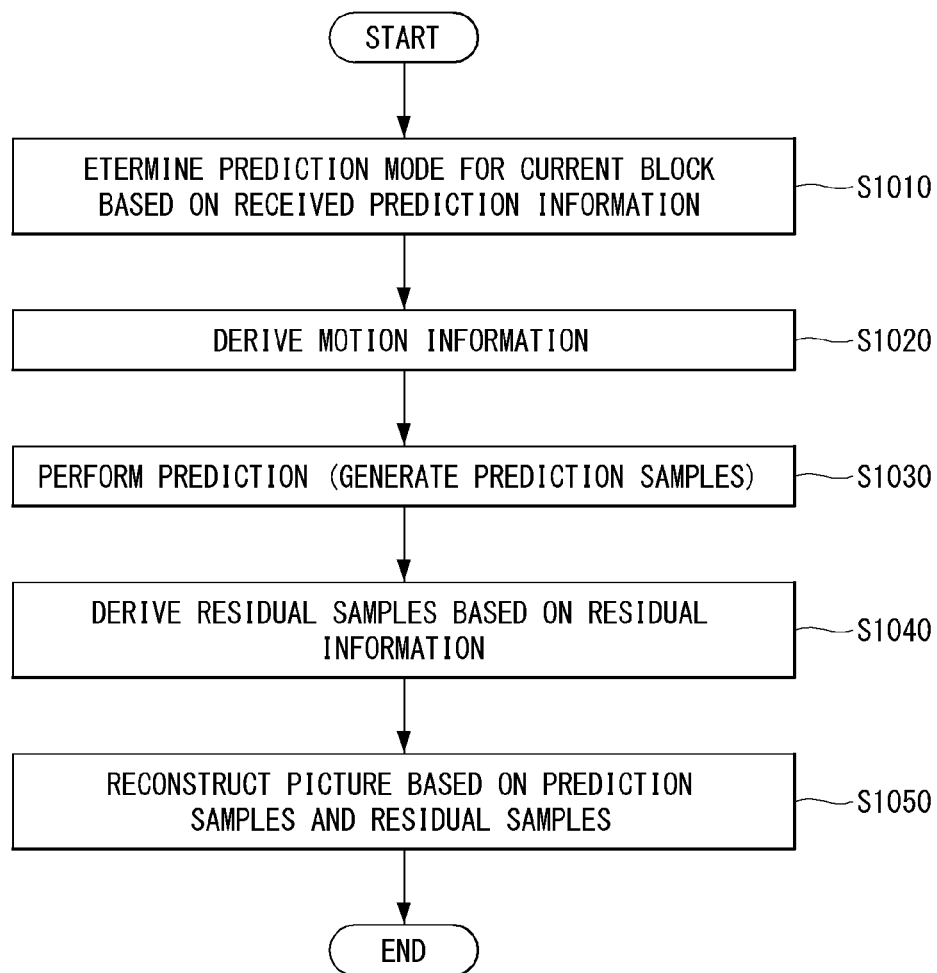 START
ETERMINE PREDICTION MODE FOR CURRENT BLOCK
BASED ON RECEIVED PREDICTION INFORMATION
S1010
DERIVE MOTION INFORMATION
S1020
PERFORM PREDICTION (GENERATE PREDICTION SAMPLES)
S1030
DERIVE RESIDUAL SAMPLES BASED ON RESIDUAL
INFORMATION
S1040
RECONSTRUCT PICTURE BASED ON PREDICTION
SAMPLES AND RESIDUAL SAMPLES
S1050
END